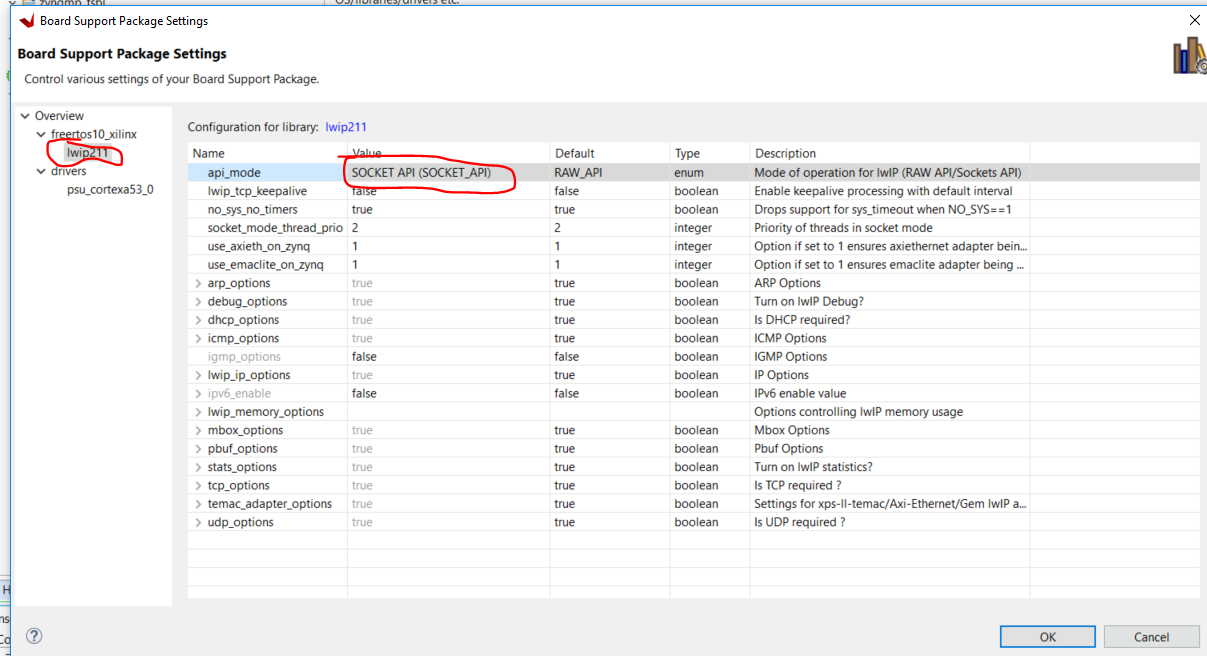 zynqmp_fsbl
OS/libraries/drivers etc.
Board Support Package Settings
Board Support Package Settings
Control various settings of your Board Support Package.
Overview
freertos10_xilinx
lwip211
drivers
psu_cortexa53_0
Configuration for library: lwip211
Name Value Default Type Description
api_mode SOCKET API (SOCKET_API) RAW_API enum Mode of operation for lwIP (RAW API/Sockets API)
lwip_tcp_keepalive false false boolean Enable keepalive processing with default interval
no_sys_no_timers true true boolean Drops support for sys_timeout when NO_SYS==1
socket_mode_thread_prio 2 2 integer Priority of threads in socket mode
use_axieth_on_zynq 1 1 integer Option if set to 1 ensures axiethernet adapter bein...
use_emaclite_on_zynq 1 1 integer Option if set to 1 ensures emaclite adapter being ...
arp_options true true boolean ARP Options
debug_options true true boolean Turn on lwIP Debug?
dhcp_options true true boolean Is DHCP required?
icmp_options true true boolean ICMP Options
igmp_options false false boolean IGMP Options
lwip_ip_options true true boolean IP Options
ipv6_enable false false boolean IPv6 enable value
lwip_memory_options Options controlling lwIP memory usage
mbox_options true true boolean Mbox Options
pbuf_options true true boolean Pbuf Options
stats_options true true boolean Turn on lwIP statistics?
tcp_options true true boolean Is TCP required ?
temac_adapter_options true true boolean Settings for xps-ll-temac/Axi-Ethernet/Gem lwIP a...
udp_options true true boolean Is UDP required ?
OK Cancel